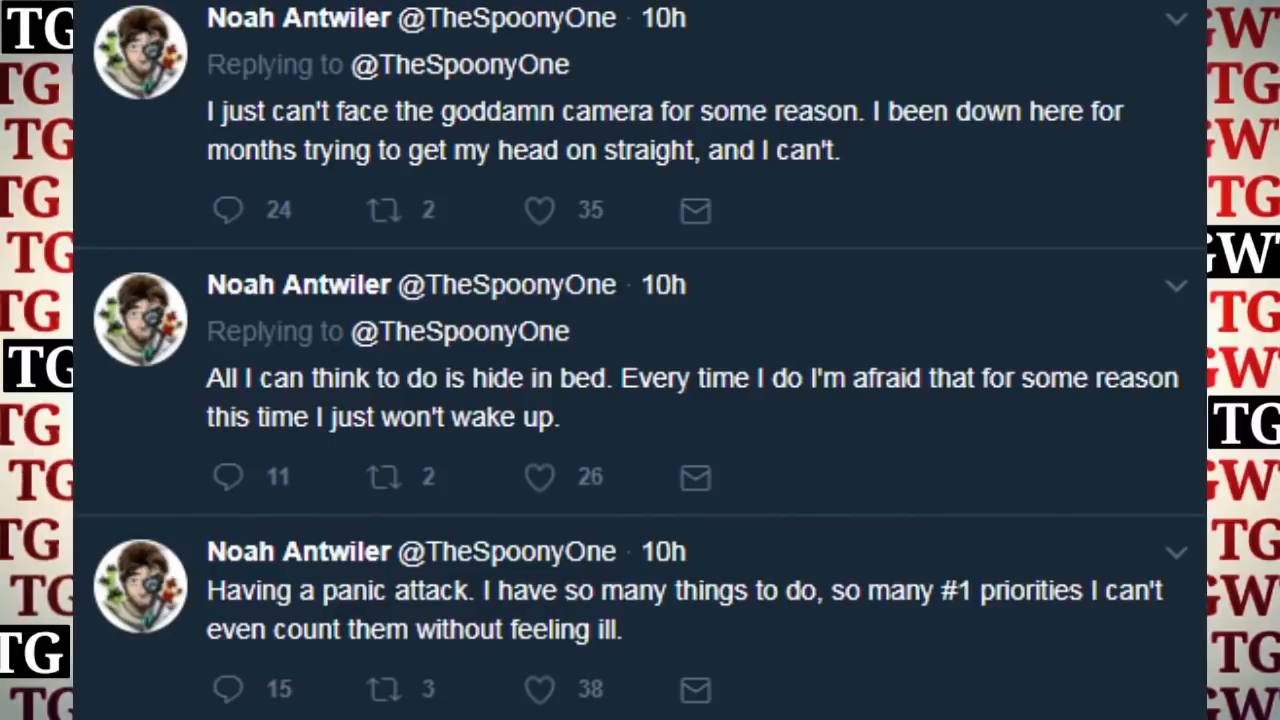 Noah Antwiler @TheSpoonyOne · 10h
Replying to @TheSpoonyOne
I just can't face the goddamn camera for some reason. I been down here for
months trying to get my head on straight, and I can't.
24 2 35
Noah Antwiler @TheSpoonyOne · 10h
Replying to @TheSpoonyOne
All I can think to do is hide in bed. Every time I do I'm afraid that for some reason
this time I just won't wake up.
11 2 26
Noah Antwiler @TheSpoonyOne · 10h
Having a panic attack. I have so many things to do, so many #1 priorities I can't
even count them without feeling ill.
15 3 38